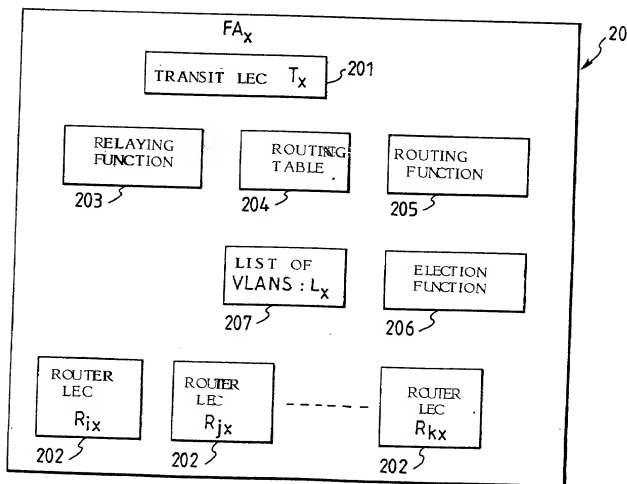 FAx
20
TRANSIT LEC Tx
201
RELAYING
FUNCTION
203
ROUTING
TABLE
204
ROUTING
FUNCTION
205
LIST OF
VLANS : Lx
207
ELECTION
FUNCTION
206
ROUTER
LEC
Rix
202
ROUTER
LEC
Rjx
202
ROUTER
LEC
Rkx
202